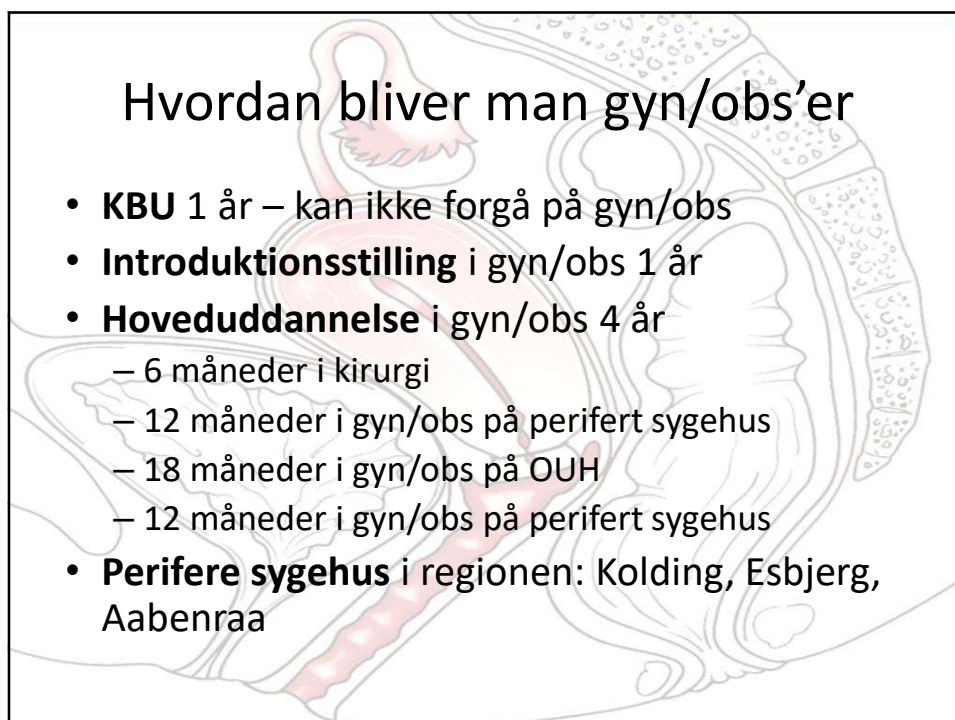 Hvordan bliver man gyn/obs’er
• KBU 1 år – kan ikke forgå på gyn/obs
• Introduktionsstilling i gyn/obs 1 år
• Hoveduddannelse i gyn/obs 4 år
– 6 måneder i kirurgi
– 12 måneder i gyn/obs på perifert sygehus
– 18 måneder i gyn/obs på OUH
– 12 måneder i gyn/obs på perifert sygehus
• Perifere sygehus i regionen: Kolding, Esbjerg,
Aabenraa